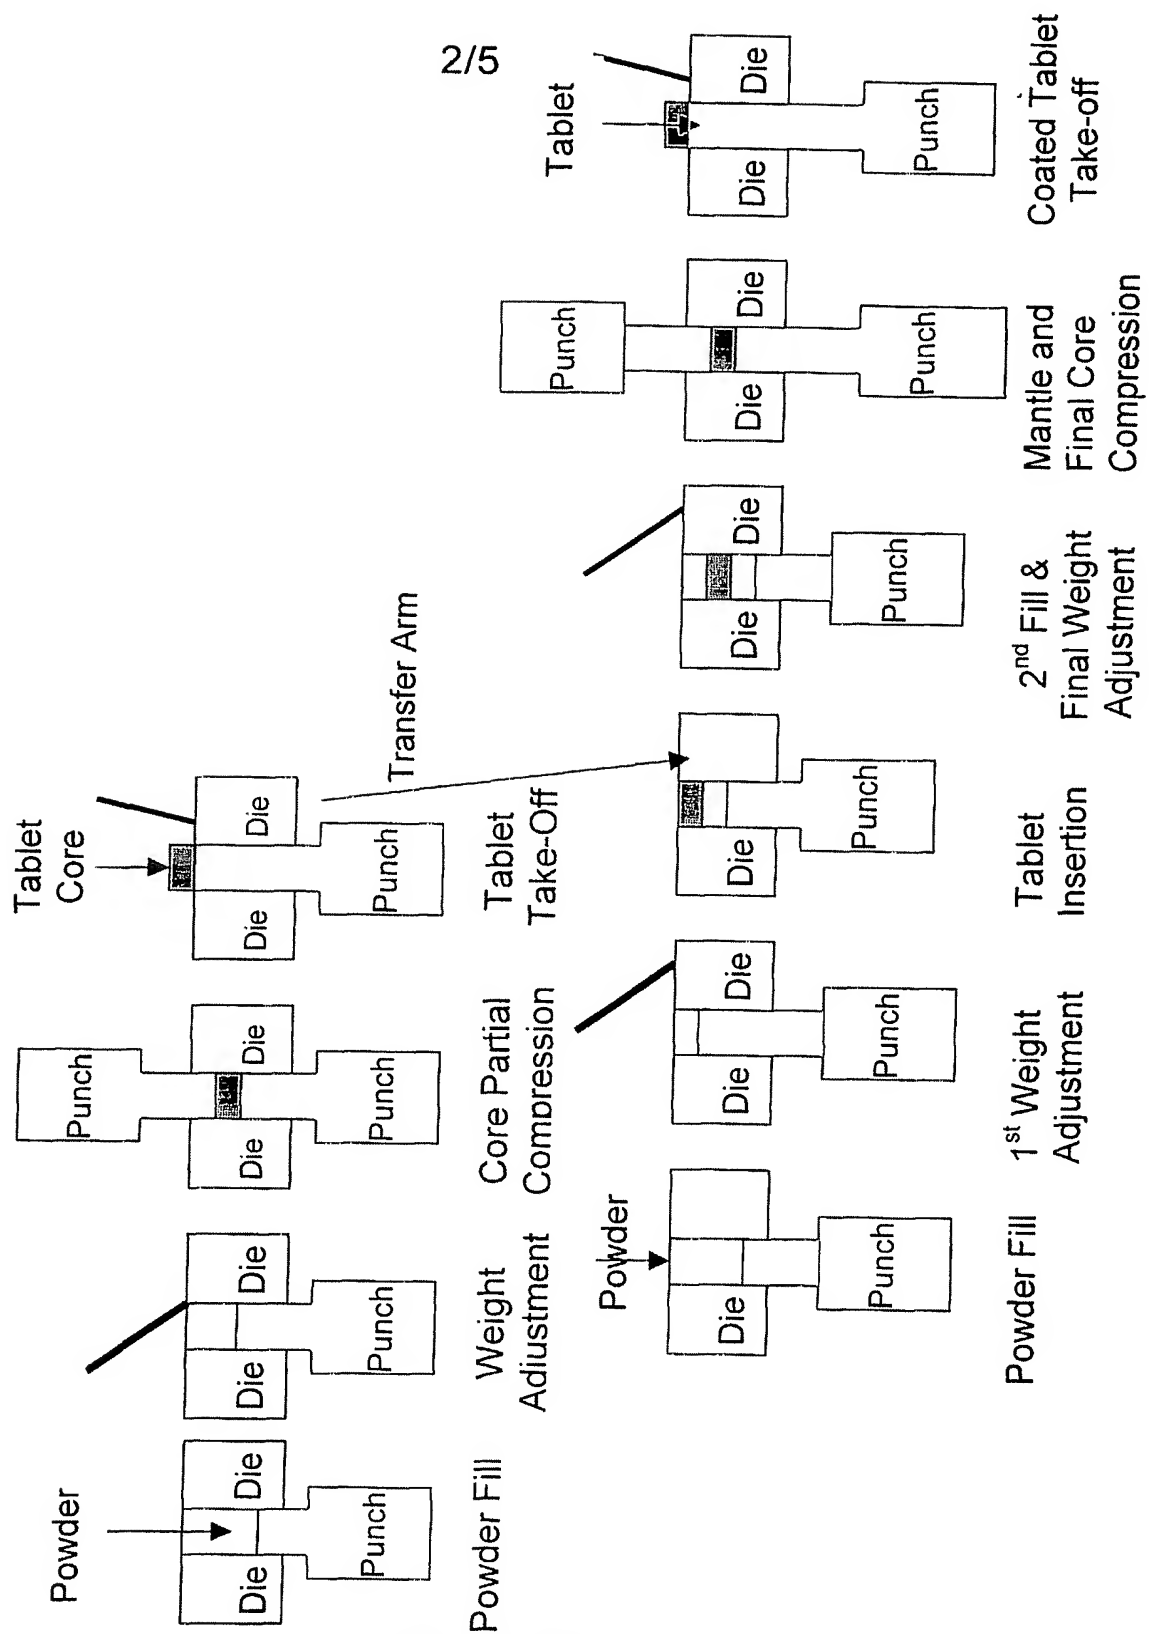 2/5
Powder
Die
Die
Punch
Powder Fill
Die
Die
Punch
Weight
Adiustment
Punch
Die
Die
Punch
Core Partial
Compression
Tablet
Core
Die
Die
Punch
Tablet
Take-Off
Transfer Arm
Powder
Die
Punch
Powder Fill
Die
Die
Punch
1st Weight
Adjustment
Die
Punch
Tablet
Insertion
Die
Die
Punch
2nd Fill &
Final Weight
Adjustment
Punch
Die
Die
Punch
Mantle and
Final Core
Compression
Tablet
Die
Die
Punch
Coated Tablet
Take-off